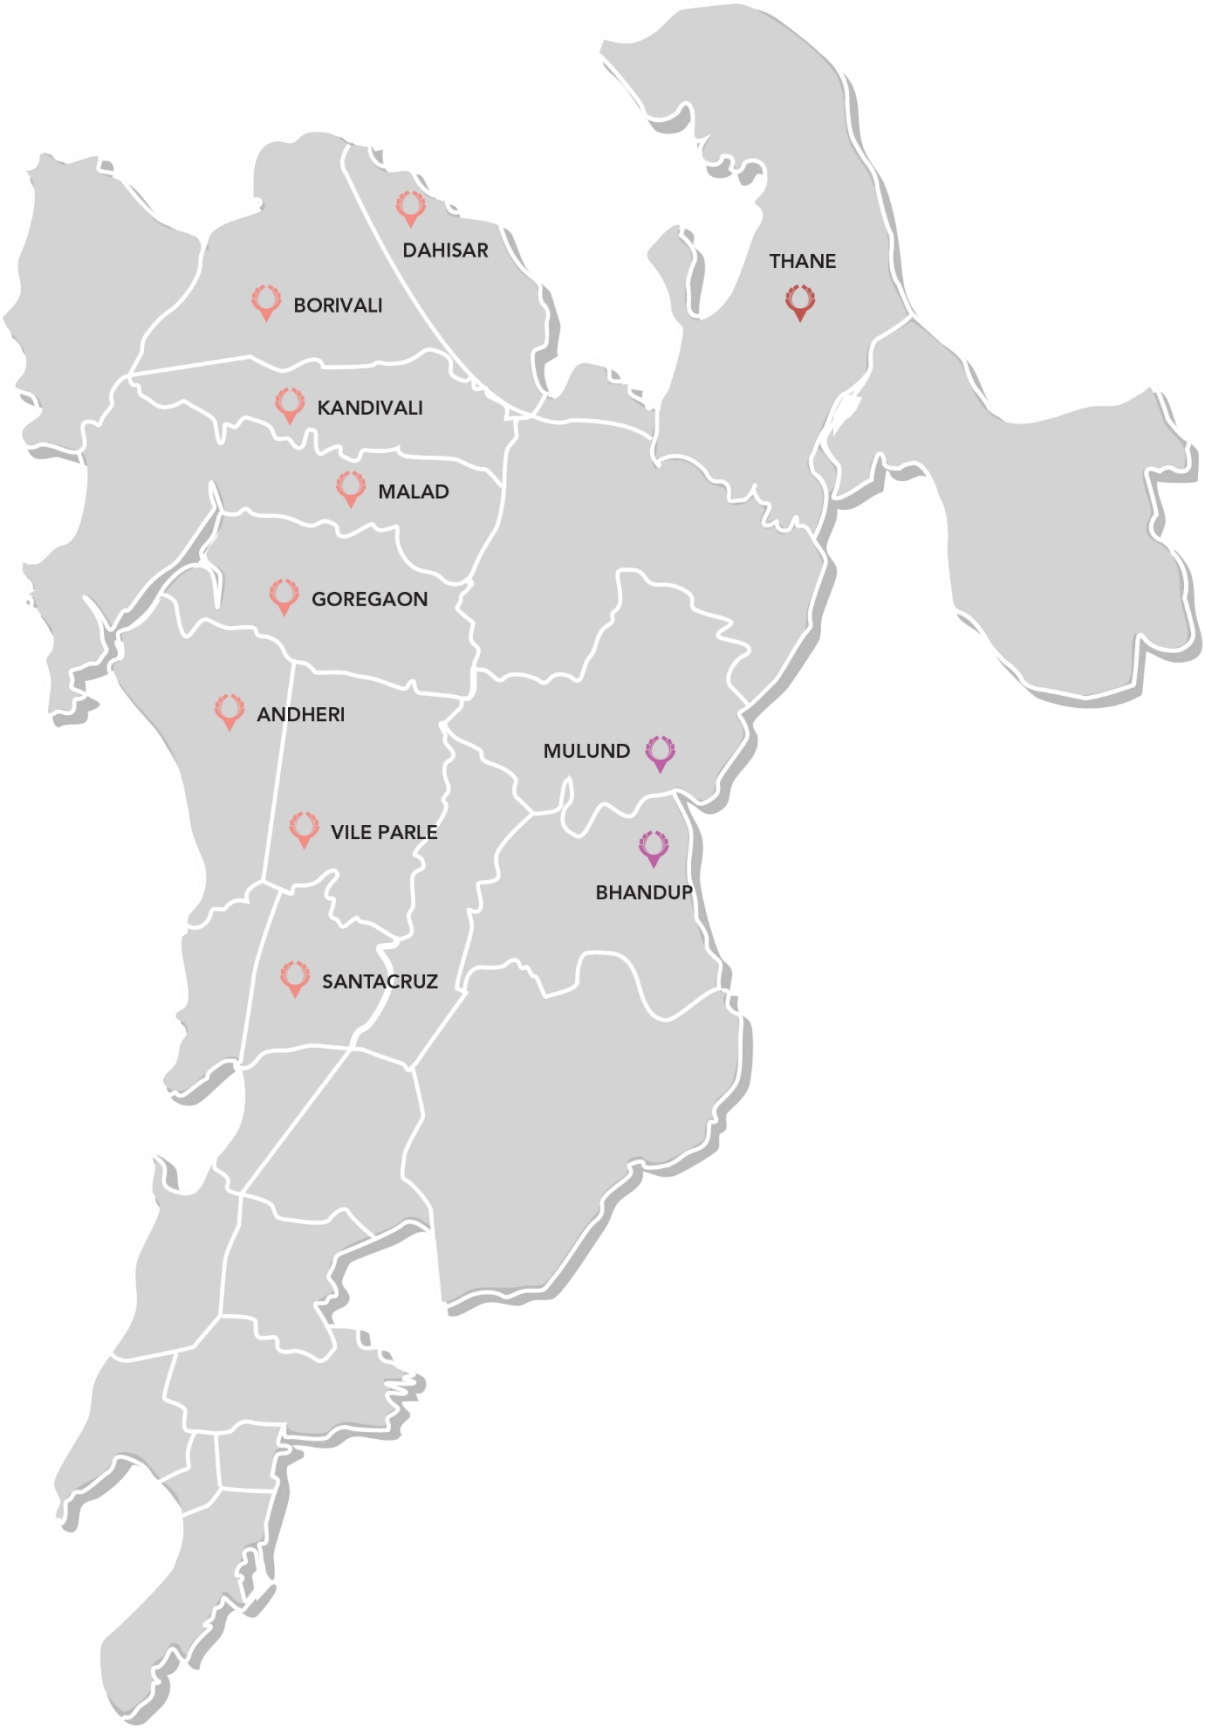 DAHISAR
THANE
BORIVALI
KANDIVALI
MALAD
GOREGAON
ANDHERI
MULUND
VILE PARLE
BHANDUP
SANTACRUZ